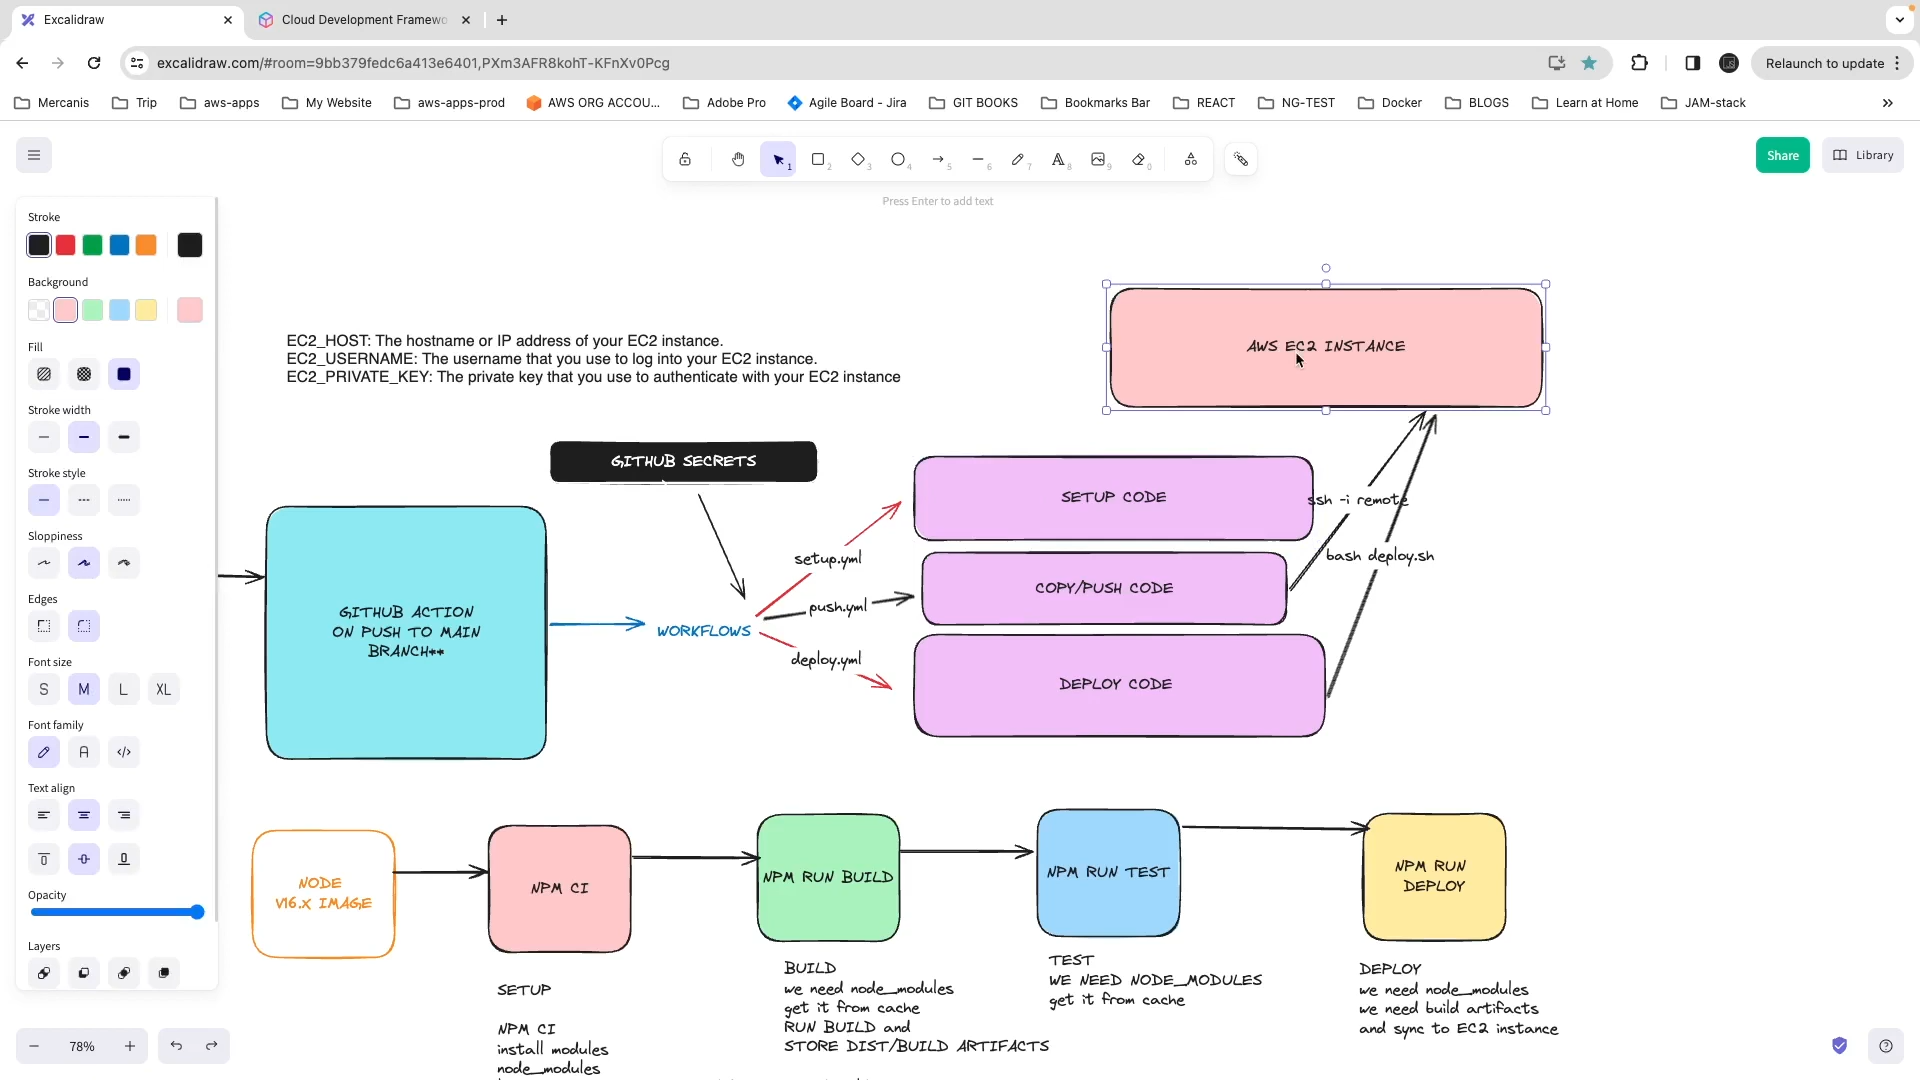 Excalidraw
Cloud Development Framewo
excalidraw.com/#room=9bb379fedc6a413e6401,PXm3AFR8kohT-KFnXv0Pcg
Relaunch to update
Mercanis
Trip
aws-apps
My Website
aws-apps-prod
AWS ORG ACCOU...
Adobe Pro
Agile Board - Jira
GIT BOOKS
Bookmarks Bar
REACT
NG-TEST
Docker
BLOGS
Learn at Home
JAM-stack
1
2
3
4
5
6
7
A
8
9
0
Share
Library
Press Enter to add text
Stroke
Background
Fill
Stroke width
Stroke style
Sloppiness
Edges
Font size
S
M
L
XL
Font family
A
</>
Text align
Opacity
Layers
78%
EC2_HOST: The hostname or IP address of your EC2 instance.
EC2_USERNAME: The username that you use to log into your EC2 instance.
EC2_PRIVATE_KEY: The private key that you use to authenticate with your EC2 instance
AWS EC2 INSTANCE
GITHUB SECRETS
SETUP CODE
ssh -i remote
bash deploy.sh
setup.yml
COPY/PUSH CODE
push.yml
GITHUB ACTION
ON PUSH TO MAIN
BRANCH**
WORKFLOWS
deploy.yml
DEPLOY CODE
NODE
V16.X IMAGE
NPM CI
NPM RUN BUILD
NPM RUN TEST
NPM RUN
DEPLOY
SETUP
NPM CI
install modules
node_modules
BUILD
we need node_modules
get it from cache
RUN BUILD and
STORE DIST/BUILD ARTIFACTS
TEST
WE NEED NODE_MODULES
get it from cache
DEPLOY
we need node_modules
we need build artifacts
and sync to EC2 instance